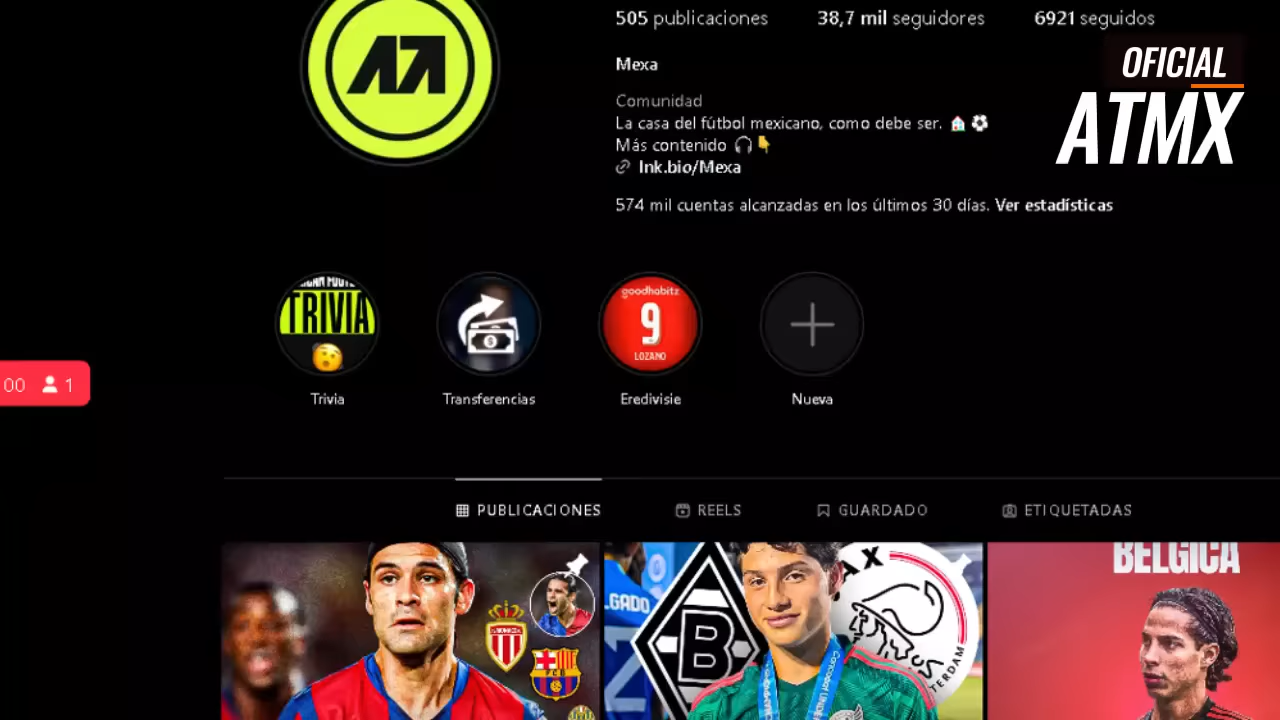 505 publicaciones 38,7 mil seguidores 6921 seguidos
OFICIAL
ATMX
Mexa
Comunidad
La casa del fútbol mexicano, como debe ser. 🏠 ⚽
Más contenido 🎧👇
lnk.bio/Mexa
574 mil cuentas alcanzadas en los últimos 30 días. Ver estadísticas
TRIVIA
goodhabitz
9
LOZANO
00 1
Trivia Transferencias Eredivisie Nueva
PUBLICACIONES REELS GUARDADO ETIQUETADAS
BELGICA